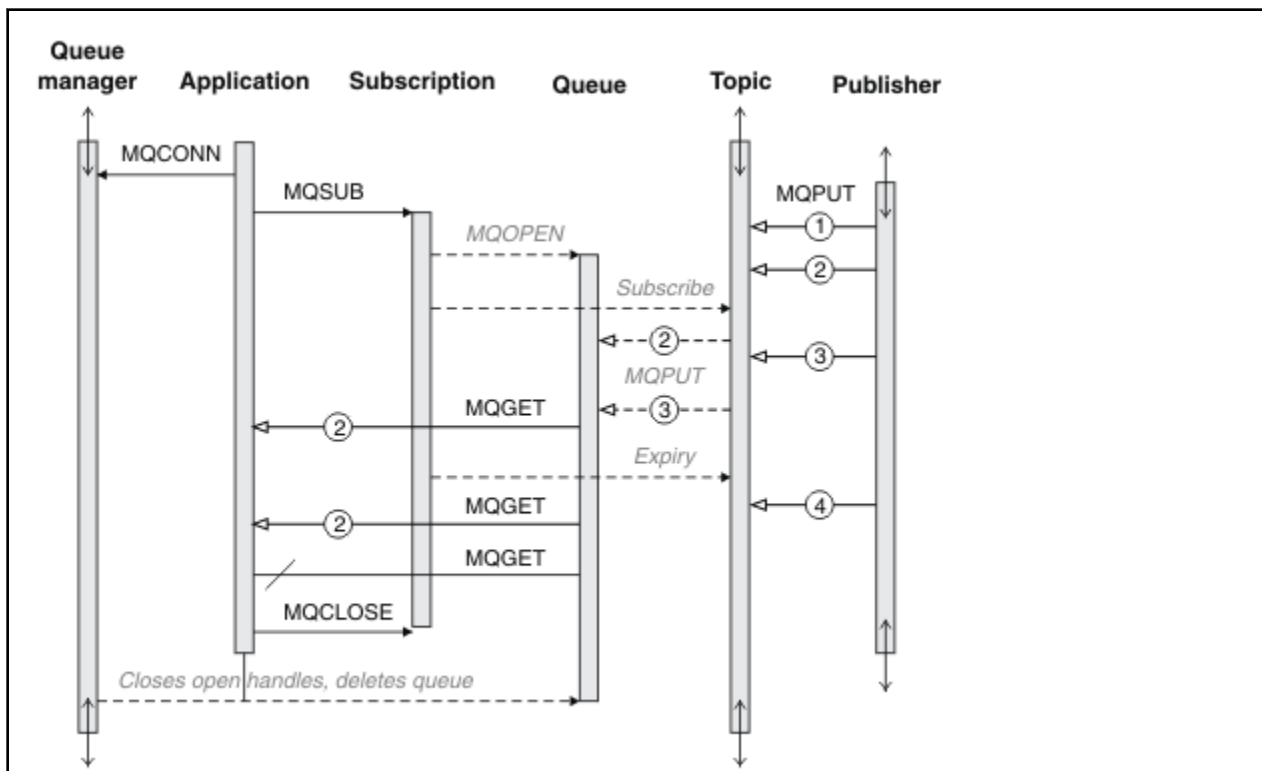 Queue manager
Application
Subscription
Queue
Topic
Publisher
MQCONN
MQSUB
MQPUT
1
MQOPEN
2
Subscribe
2
3
MQPUT
3
MQGET
2
Expiry
MQGET
4
2
MQGET
MQCLOSE
Closes open handles, deletes queue